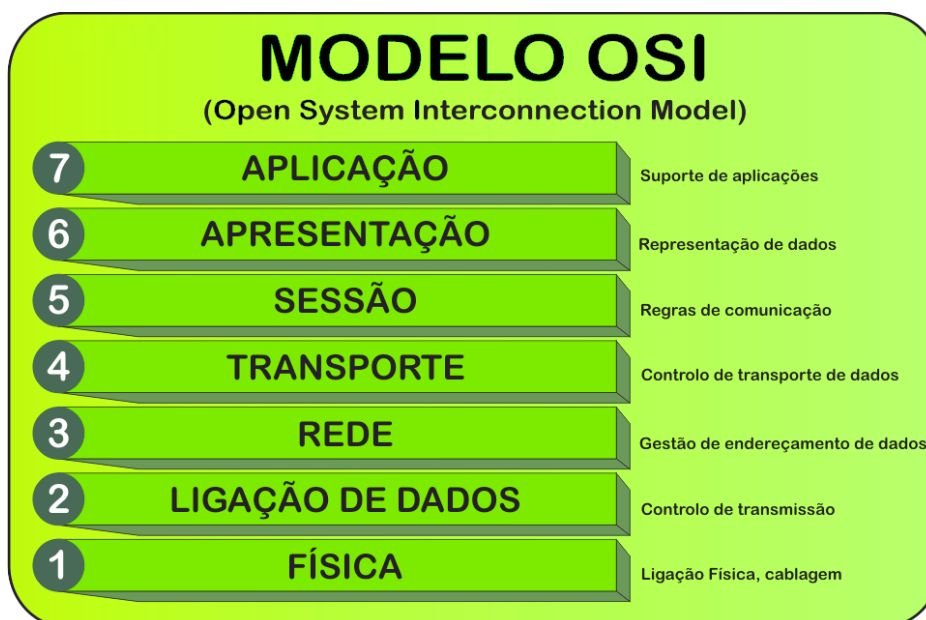 MODELO OSI
(Open System Interconnection Model)
7 APLICAÇÃO Suporte de aplicações
6 APRESENTAÇÃO Representação de dados
5 SESSÃO Regras de comunicação
4 TRANSPORTE Controlo de transporte de dados
3 REDE Gestão de endereçamento de dados
2 LIGAÇÃO DE DADOS Controlo de transmissão
1 FÍSICA Ligação Física, cablagem